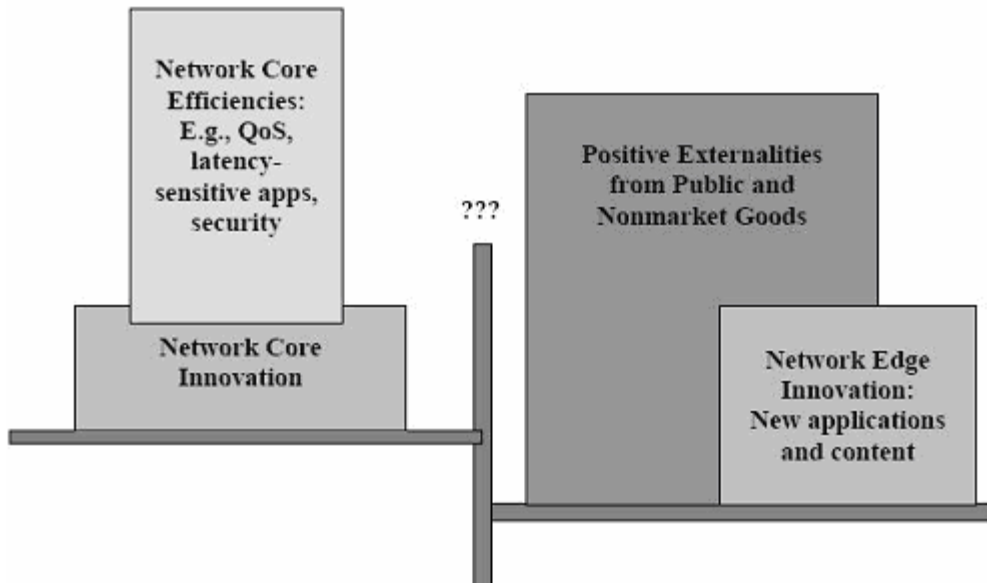 Network Core
Efficiencies:
E.g., QoS,
latency-
sensitive apps,
security
Network Core
Innovation
???
Positive Externalities
from Public and
Nonmarket Goods
Network Edge
Innovation:
New applications
and content